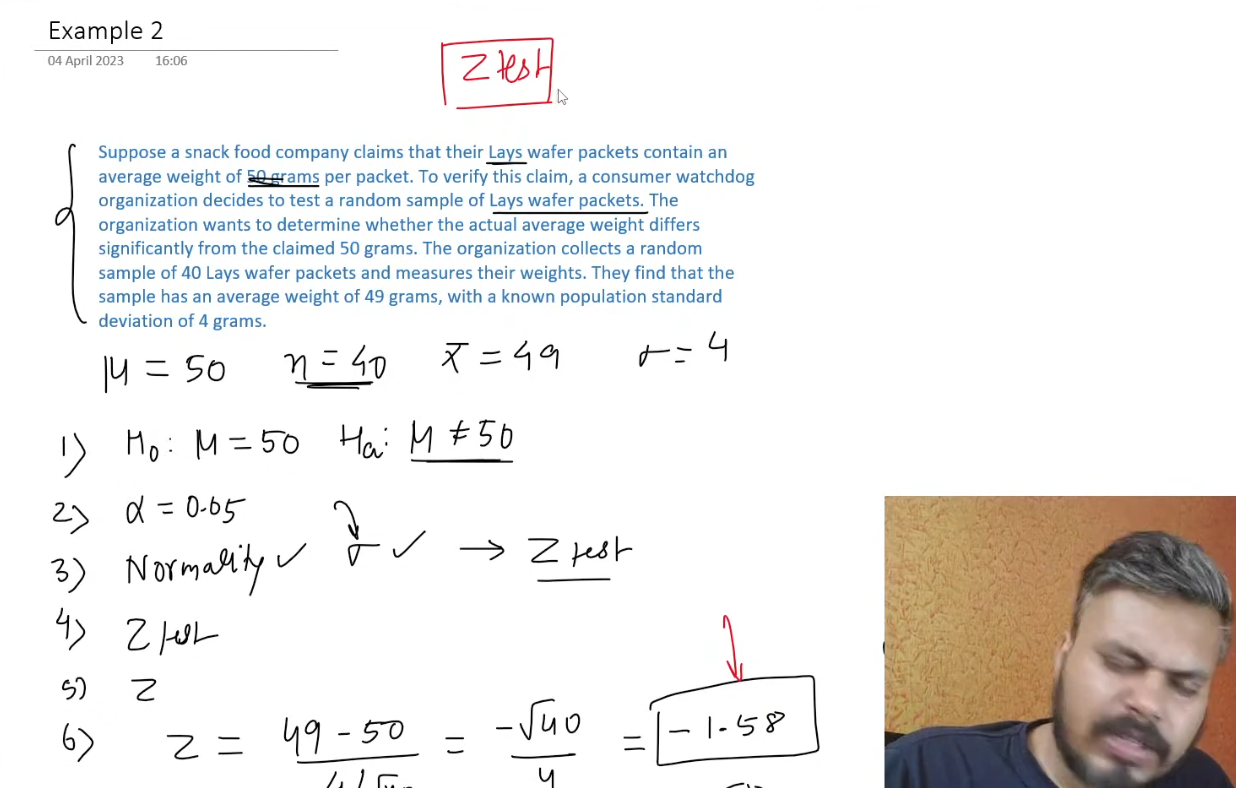 Example 2
04 April 2023 16:06
Z test
Suppose a snack food company claims that their Lays wafer packets contain an
average weight of 50 grams per packet. To verify this claim, a consumer watchdog
organization decides to test a random sample of Lays wafer packets. The
organization wants to determine whether the actual average weight differs
significantly from the claimed 50 grams. The organization collects a random
sample of 40 Lays wafer packets and measures their weights. They find that the
sample has an average weight of 49 grams, with a known population standard
deviation of 4 grams.
μ = 50 n = 40 x̄ = 49 σ = 4
1) H₀: μ = 50 Hₐ: μ ≠ 50
2) α = 0.05
3) Normality ✓ σ ✓ → Z test
4) Z test
5) Z
6) Z = 49 - 50 / 4/√40 = -√40 / 4 = -1.58